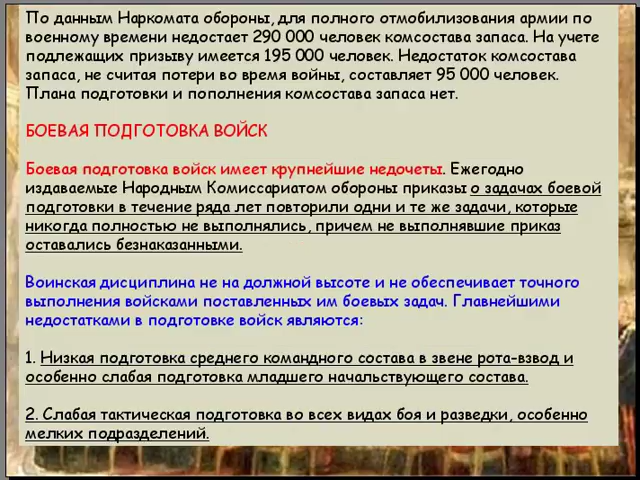 По данным Наркомата обороны, для полного отмобилизования армии по
военному времени недостает 290 000 человек комсостава запаса. На учете
подлежащих призыву имеется 195 000 человек. Недостаток комсостава
запаса, не считая потери во время войны, составляет 95 000 человек.
Плана подготовки и пополнения комсостава запаса нет.
БОЕВАЯ ПОДГОТОВКА ВОЙСК
Боевая подготовка войск имеет крупнейшие недочеты. Ежегодно
издаваемые Народным Комиссариатом обороны приказы о задачах боевой
подготовки в течение ряда лет повторили одни и те же задачи, которые
никогда полностью не выполнялись, причем не выполнявшие приказ
оставались безнаказанными.
Воинская дисциплина не на должной высоте и не обеспечивает точного
выполнения войсками поставленных им боевых задач. Главнейшими
недостатками в подготовке войск являются:
1. Низкая подготовка среднего командного состава в звене рота-взвод и
особенно слабая подготовка младшего начальствующего состава.
2. Слабая тактическая подготовка во всех видах боя и разведки, особенно
мелких подразделений.